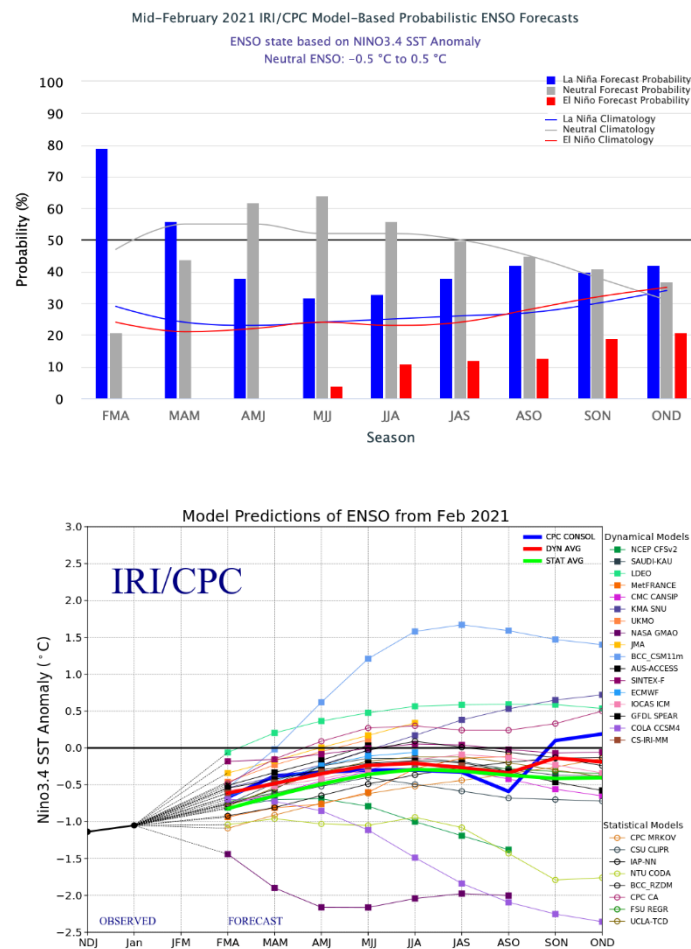 Mid-February 2021 IRI/CPC Model-Based Probabilistic ENSO Forecasts
ENSO state based on NINO3.4 SST Anomaly
Neutral ENSO: -0.5 °C to 0.5 °C
La Niña Forecast Probability
Neutral Forecast Probability
El Niño Forecast Probability
La Niña Climatology
Neutral Climatology
El Niño Climatology
Probability (%)
100
90
80
70
60
50
40
30
20
10
0
FMA MAM AMJ MJJ JJA JAS ASO SON OND
Season
Model Predictions of ENSO from Feb 2021
IRI/CPC
CPC CONSOL
DYN AVG
STAT AVG
Nino3.4 SST Anomaly (°C)
3.0
2.5
2.0
1.5
1.0
0.5
0.0
-0.5
-1.0
-1.5
-2.0
-2.5
OBSERVED FORECAST
NDJ Jan JFM FMA MAM AMJ MJJ JJA JAS ASO SON OND
Dynamical Models
NCEP CFSv2
SAUDI-KAU
LDEO
MetFRANCE
CMC CANSIP
KMA SNU
UKMO
NASA GMAO
JMA
BCC_CSM11m
AUS-ACCESS
SINTEX-F
ECMWF
IOCAS ICM
GFDL SPEAR
COLA CCSM4
CS-IRI-MM
Statistical Models
CPC MRKOV
CSU CLIPR
IAP-NN
NTU CODA
BCC_RZDM
CPC CA
FSU REGR
UCLA-TCD